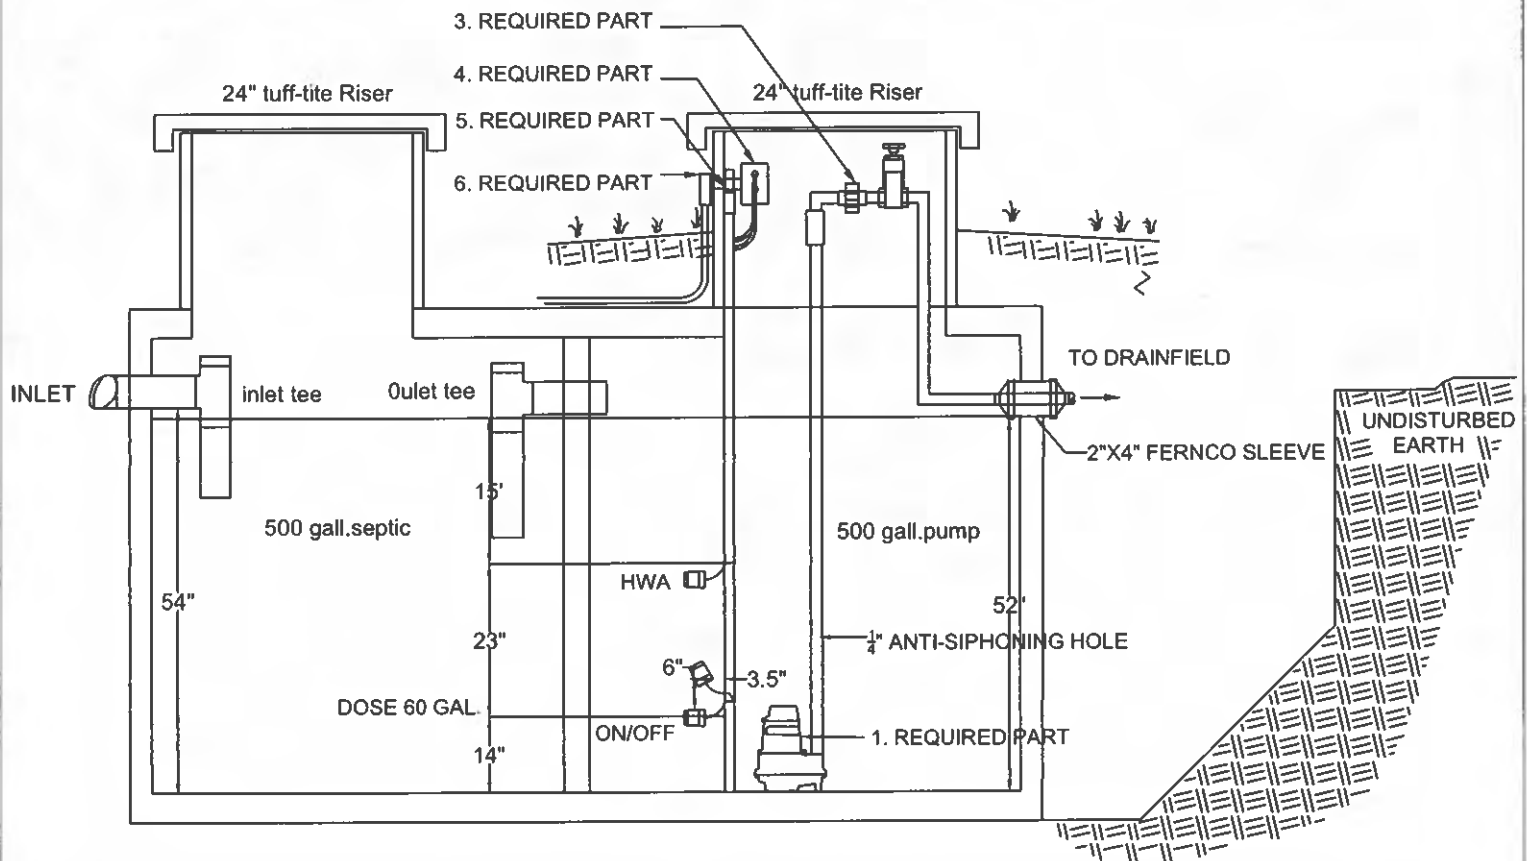 3. REQUIRED PART
4. REQUIRED PART
24" tuff-tite Riser
24" tuff-tite Riser
5. REQUIRED PART
6. REQUIRED PART
TO DRAINFIELD
INLET
inlet tee
0ulet tee
UNDISTURBED
EARTH
2"X4" FERNCO SLEEVE
15'
500 gall.septic
500 gall.pump
HWA
54"
52'
23"
1/4" ANTI-SIPHONING HOLE
6"
3.5"
DOSE 60 GAL.
ON/OFF
1. REQUIRED PART
14"